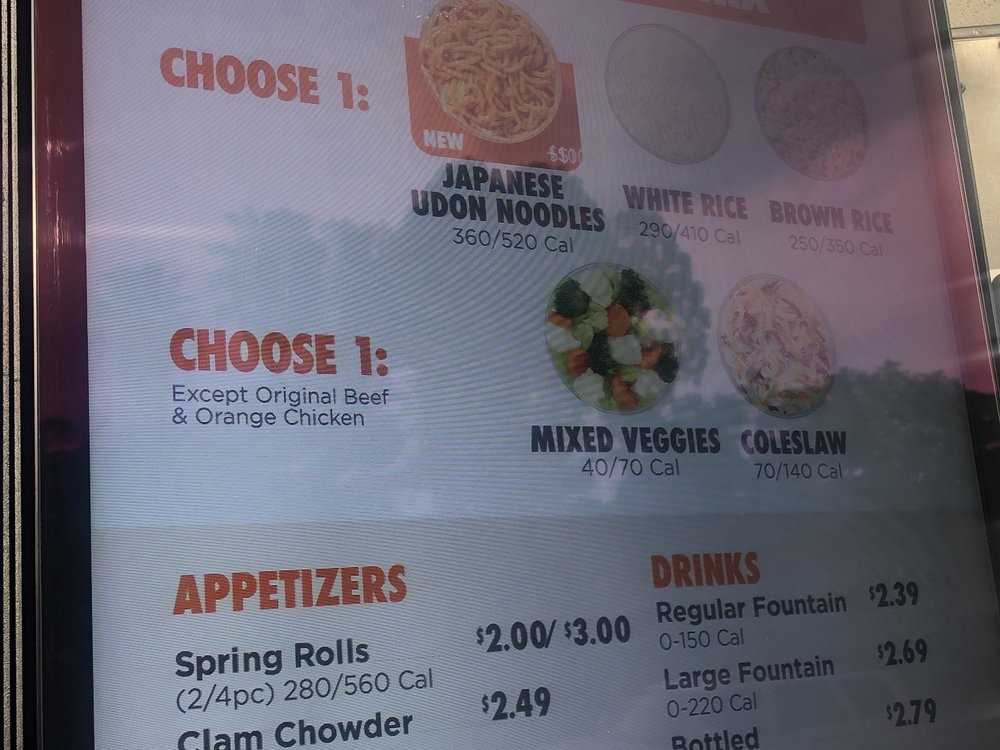 CHOOSE 1:
NEW
JAPANESE
UDON NOODLES
360/520 Cal
WHITE RICE
290/410 Cal
BROWN RICE
250/350 Cal
CHOOSE 1:
Except Original Beef
& Orange Chicken
MIXED VEGGIES
40/70 Cal
COLESLAW
70/140 Cal
APPETIZERS
Spring Rolls $2.00/$3.00
(2/4pc) 280/560 Cal
Clam Chowder $2.49
DRINKS
Regular Fountain $2.39
0-150 Cal
Large Fountain $2.69
0-220 Cal
Bottled $2.79